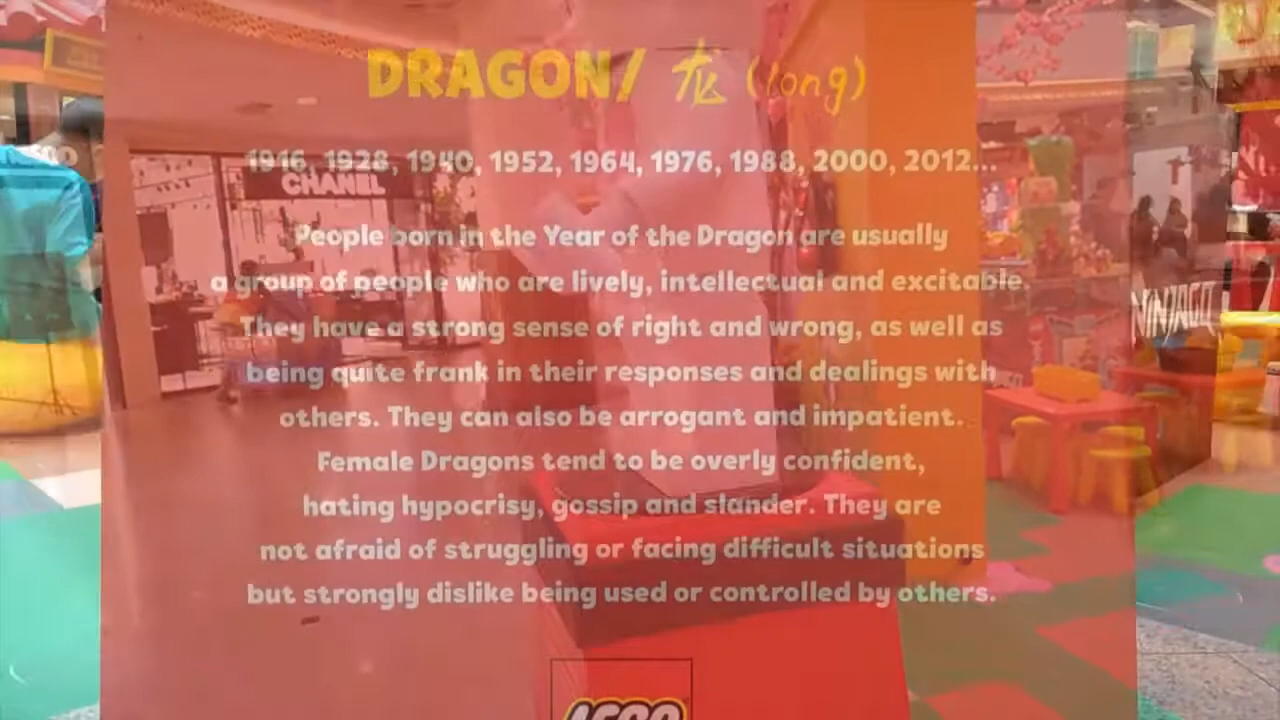 DRAGON/ 龙 (long)
1916, 1928, 1940, 1952, 1964, 1976, 1988, 2000, 2012...
CHANEL
People born in the Year of the Dragon are usually
a group of people who are lively, intellectual and excitable.
They have a strong sense of right and wrong, as well as
NINJAGO
being quite frank in their responses and dealings with
others. They can also be arrogant and impatient.
Female Dragons tend to be overly confident,
hating hypocrisy, gossip and slander. They are
not afraid of struggling or facing difficult situations
but strongly dislike being used or controlled by others.
LEGO